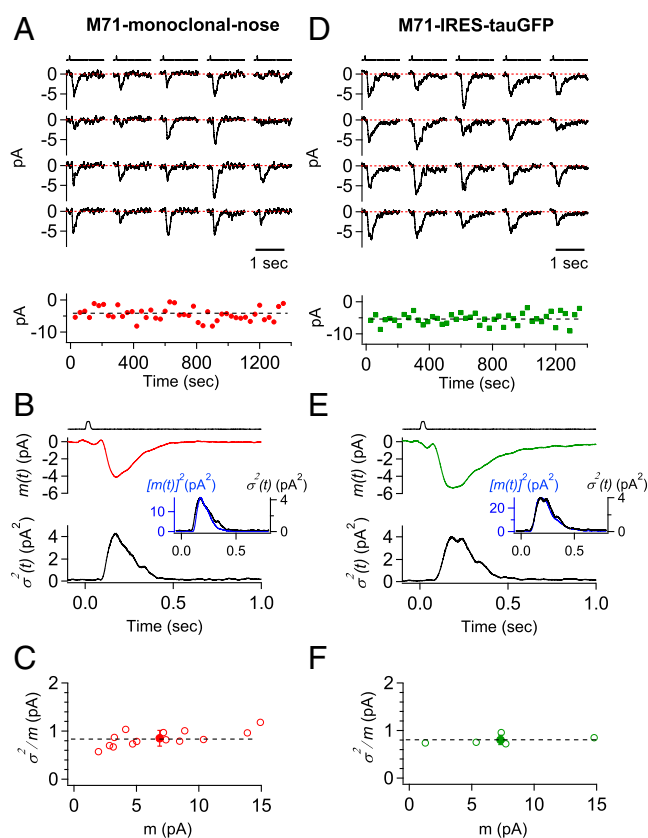 A M71-monoclonal-nose
0
-5
0
-5
0
-5
0
-5
pA
1 sec
0
-10
pA
0 400 800 1200
Time (sec)
B
0
-2
-4
-6
m(t) (pA)
[m(t)]² (pA²) σ²(t) (pA²)
10
0
4
0
0.0 0.5
4
2
0
σ²(t) (pA²)
0.0 0.5 1.0
Time (sec)
C
2
1
0
σ²/m (pA)
0 5 10 15
m (pA)
D M71-IRES-tauGFP
0
-5
0
-5
0
-5
0
-5
pA
1 sec
0
-5
-10
pA
0 400 800 1200
Time (sec)
E
0
-2
-4
-6
m(t) (pA)
[m(t)]² (pA²) σ²(t) (pA²)
20
0
4
0
0.0 0.5
4
2
0
σ²(t) (pA²)
0.0 0.5 1.0
Time (sec)
F
2
1
0
σ²/m (pA)
0 5 10 15
m (pA)